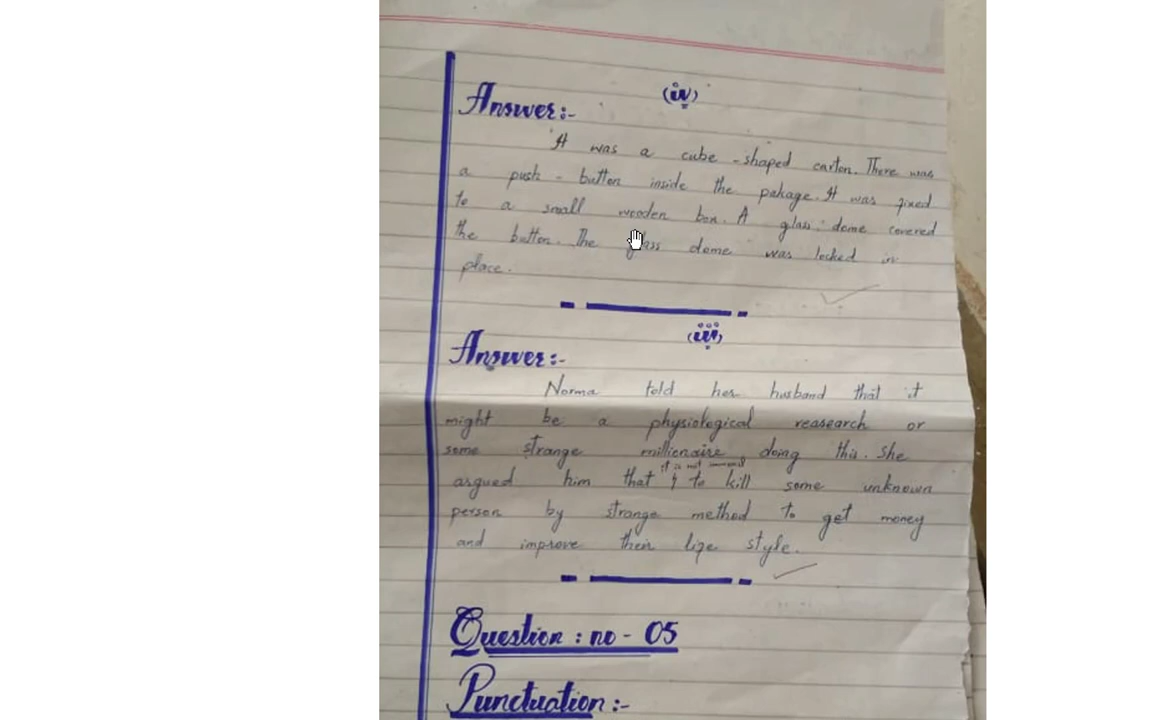 Answer:- (iv)
It was a cube - shaped carton. There was
a push - button inside the pakage. It was fixed
to a small wooden box. A glass dome covered
the button. The glass dome was locked in
place.
(iii)
Answer:-
Norma told her husband that it
might be a physiological reasearch or
some strange millienaire doing this. She
it is not
argued him that to kill some unknown
person by strange method to get money
and improve their life style.
Question : no - 05
Punctuation :-